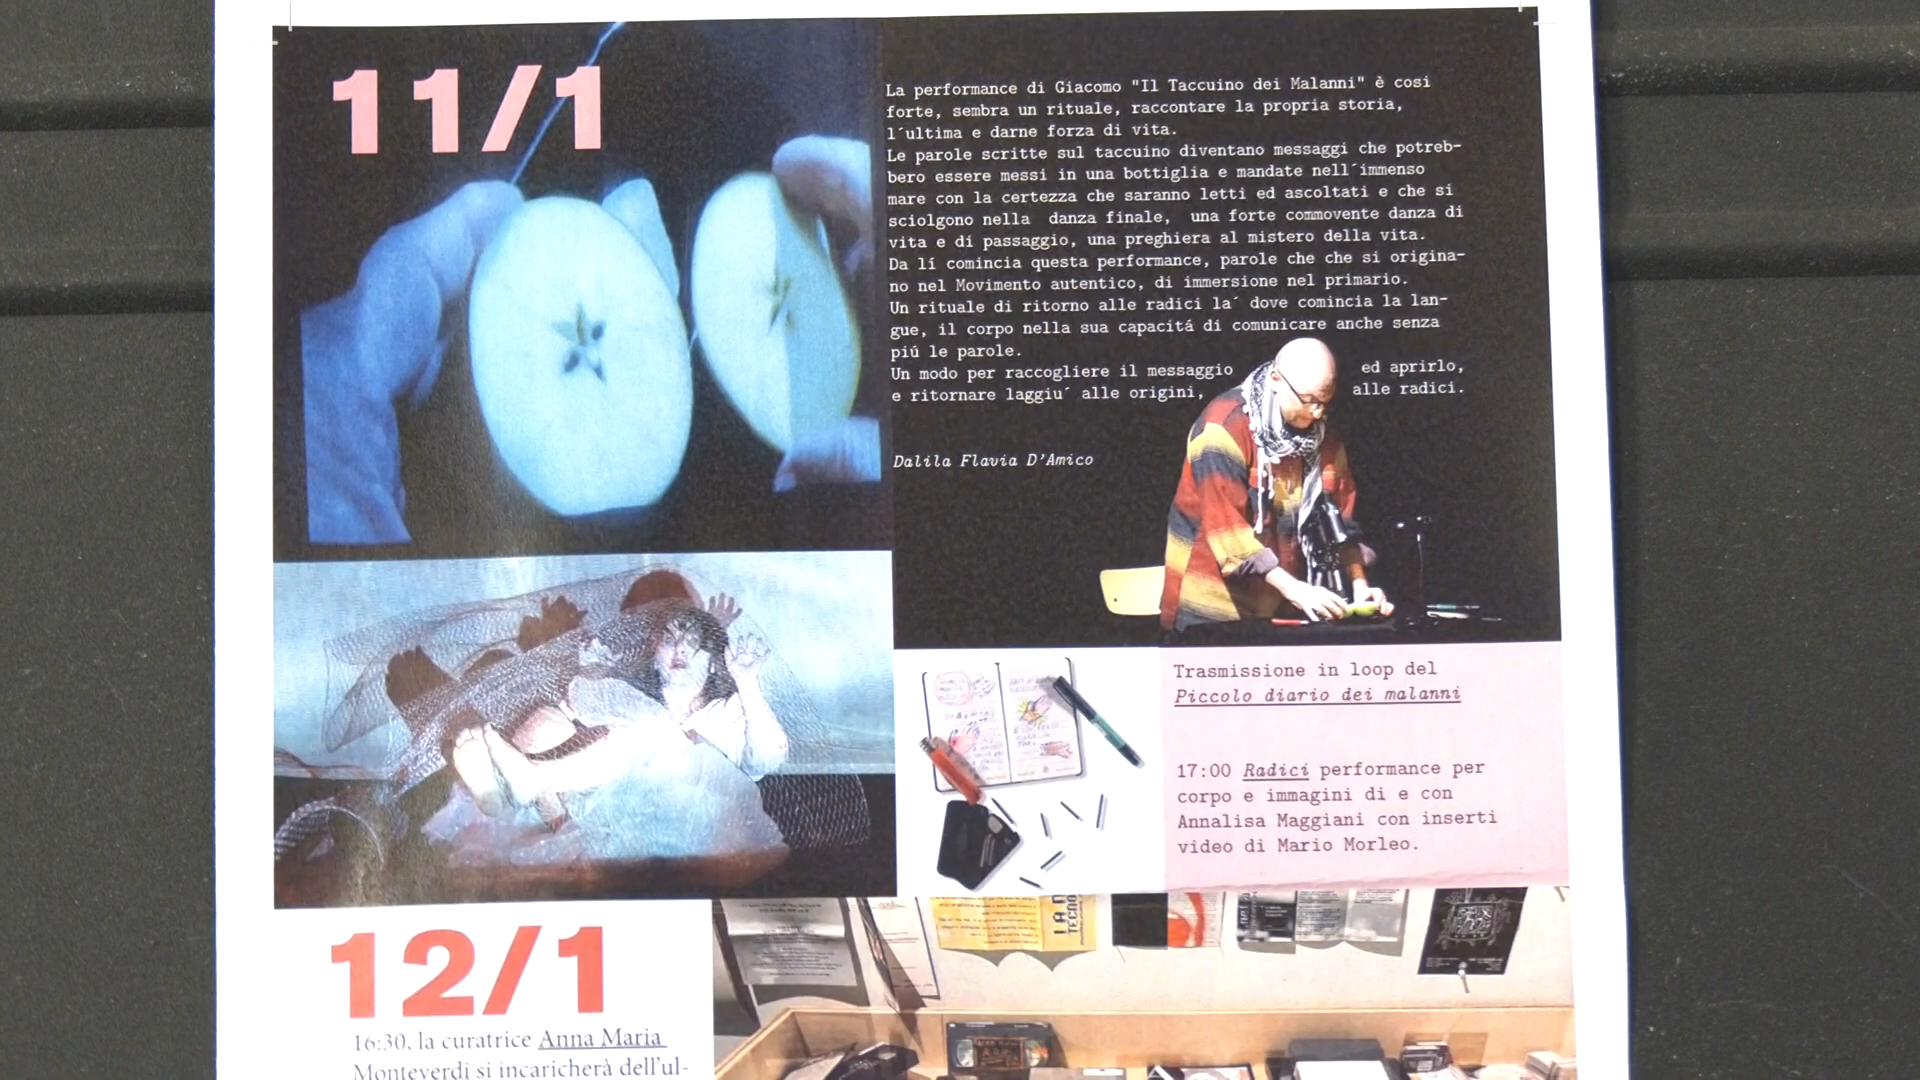 11/1
La performance di Giacomo "Il Taccuino dei Malanni" è cosi
forte, sembra un rituale, raccontare la propria storia,
l´ultima e darne forza di vita.
Le parole scritte sul taccuino diventano messaggi che potreb-
bero essere messi in una bottiglia e mandate nell´immenso
mare con la certezza che saranno letti ed ascoltati e che si
sciolgono nella danza finale, una forte commovente danza di
vita e di passaggio, una preghiera al mistero della vita.
Da lí comincia questa performance, parole che che si origina-
no nel Movimento autentico, di immersione nel primario.
Un rituale di ritorno alle radici la´ dove comincia la lan-
gue, il corpo nella sua capacitá di comunicare anche senza
piú le parole.
Un modo per raccogliere il messaggio ed aprirlo,
e ritornare laggiu´ alle origini, alle radici.
Dalila Flavia D'Amico
Trasmissione in loop del
Piccolo diario dei malanni
17:00 Radici performance per
corpo e immagini di e con
Annalisa Maggiani con inserti
video di Mario Morleo.
12/1
16:30, la curatrice Anna Maria
Monteverdi si incaricherà dell'ul-